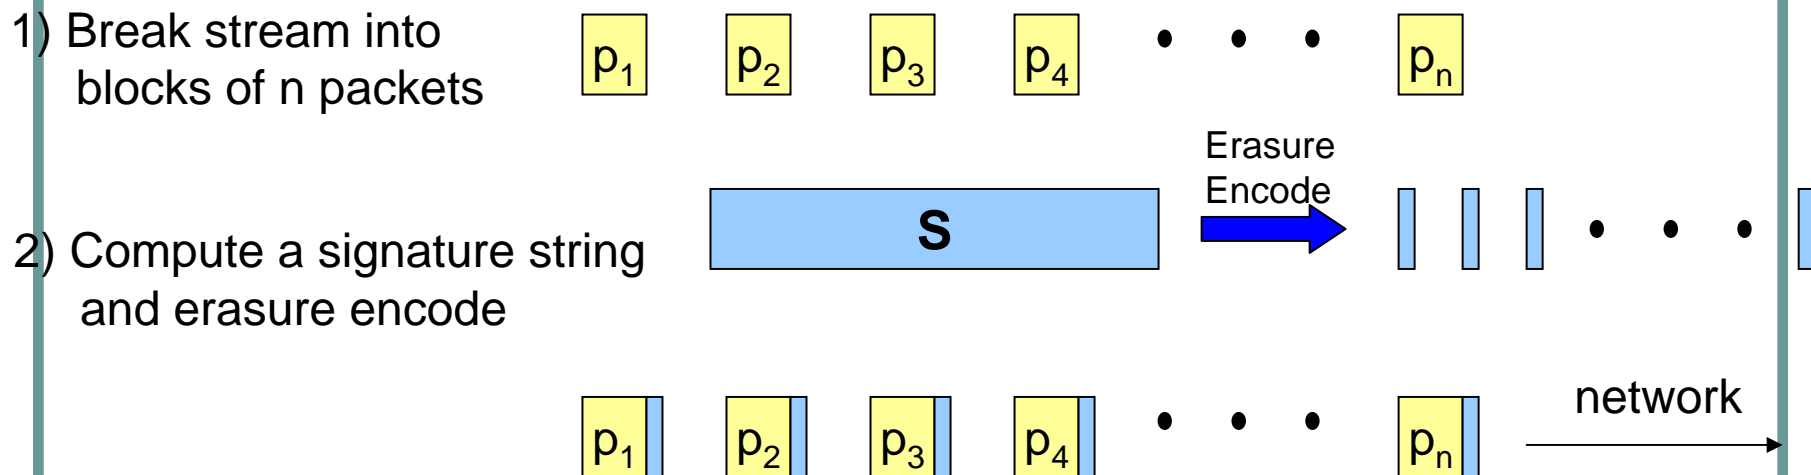 1) Break stream into
blocks of n packets
p1 p2 p3 p4 • • • pn
Erasure
Encode
S
• • •
2) Compute a signature string
and erasure encode
network
p1 p2 p3 p4 • • • pn